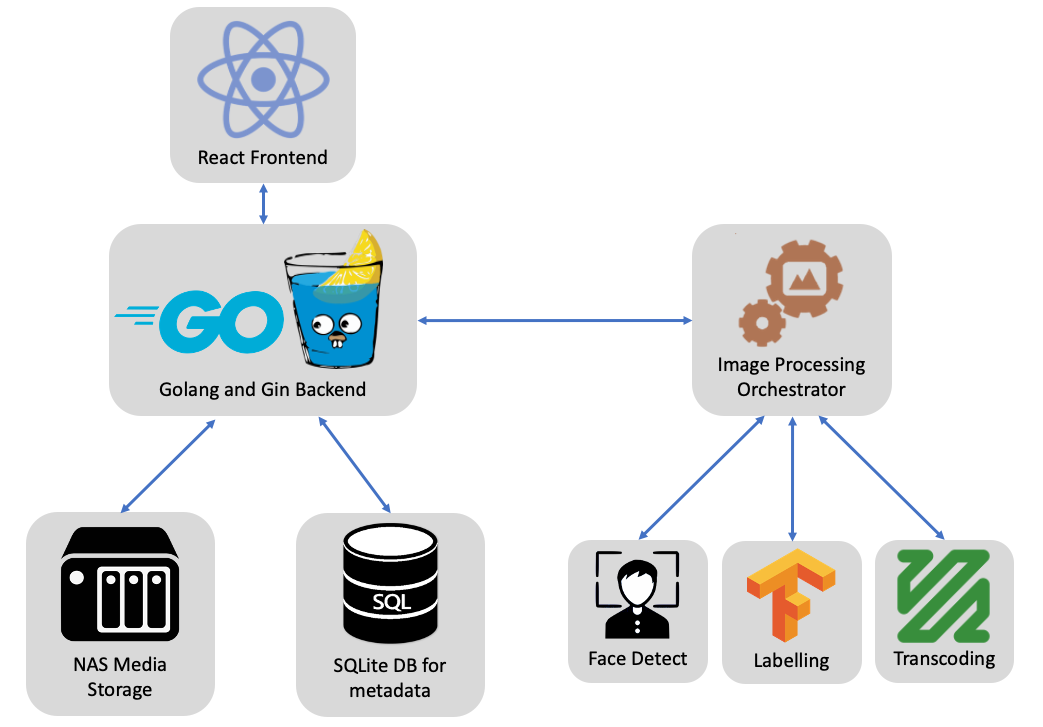 React Frontend
GO
Golang and Gin Backend
Image Processing
Orchestrator
NAS Media
Storage
SQL
SQLite DB for
metadata
Face Detect
Labelling
Transcoding